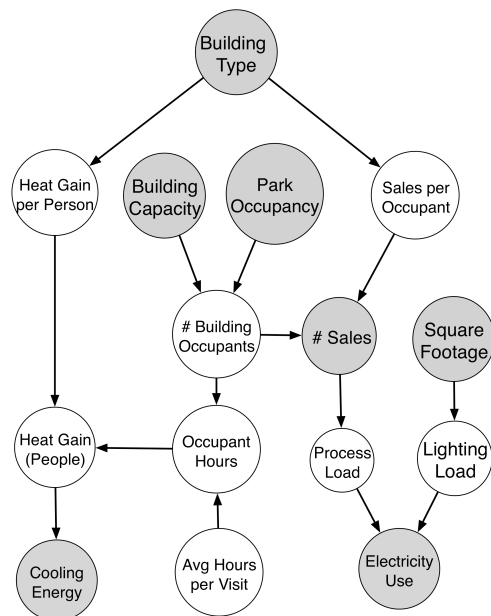 Building
Type
Heat Gain
per Person
Building
Capacity
Park
Occupancy
Sales per
Occupant
# Building
Occupants
# Sales
Square
Footage
Heat Gain
(People)
Occupant
Hours
Process
Load
Lighting
Load
Cooling
Energy
Avg Hours
per Visit
Electricity
Use